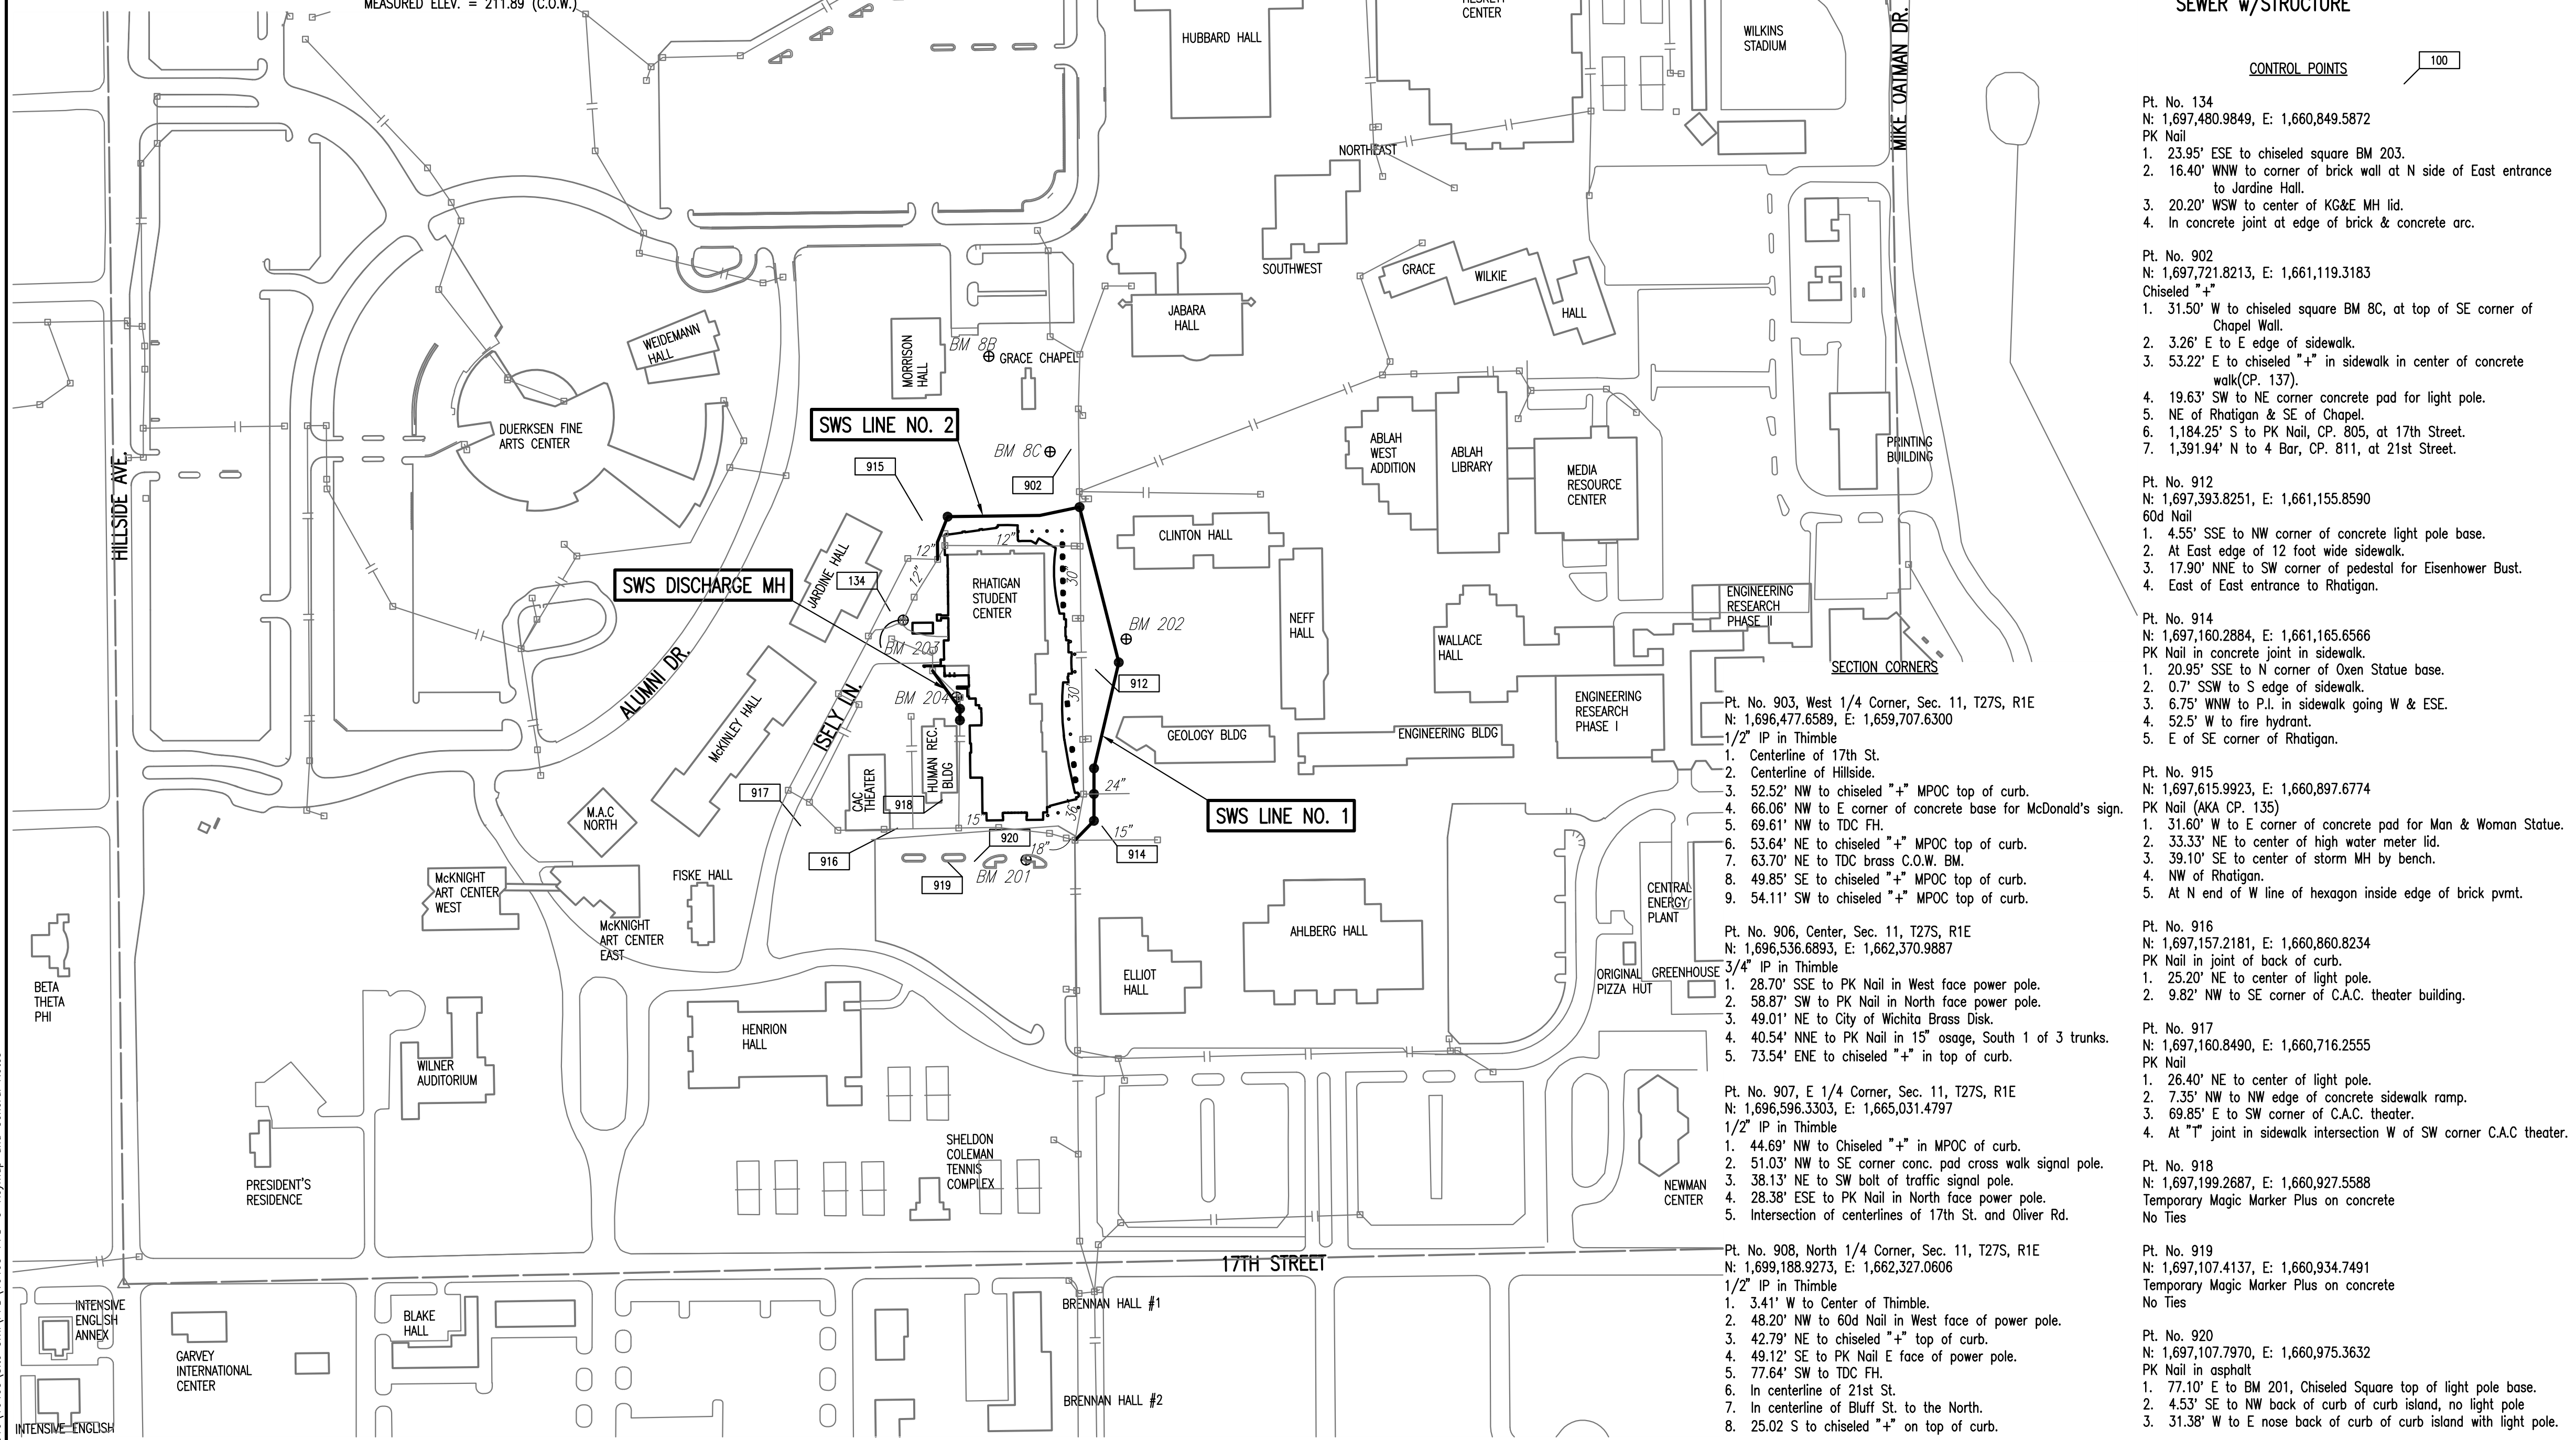 MEASURED ELEV. = 211.89 (C.O.W.)
CENTER
HUBBARD HALL
WILKINS
STADIUM
MIKE OATMAN DR.
SEWER W/STRUCTURE
NORTHEAST
SOUTHWEST
GRACE
WILKIE
HALL
JABARA
HALL
WEIDEMANN
HALL
MORRISON
HALL
BM 8B
GRACE CHAPEL
DUERKSEN FINE
ARTS CENTER
SWS LINE NO. 2
915
BM 8C
902
ABLAH
WEST
ADDITION
ABLAH
LIBRARY
MEDIA
RESOURCE
CENTER
PRINTING
BUILDING
HILLSIDE AVE.
CLINTON HALL
JARDINE HALL
12"
12"
12"
134
SWS DISCHARGE MH
RHATIGAN
STUDENT
CENTER
30"
30"
NEFF
HALL
BM 202
BM 203
BM 204
912
WALLACE
HALL
ENGINEERING
RESEARCH
PHASE II
ENGINEERING
RESEARCH
PHASE I
ALUMNI DR.
McKINLEY HALL
ISELY LN.
GEOLOGY BLDG
ENGINEERING BLDG
HUMAN REC.
BLDG
CAC
THEATER
917
918
916
919
920
15"
36"
24"
15"
18"
914
SWS LINE NO. 1
BM 201
M.A.C
NORTH
McKNIGHT
ART CENTER
WEST
McKNIGHT
ART CENTER
EAST
FISKE HALL
BETA
THETA
PHI
ELLIOT
HALL
AHLBERG HALL
CENTRAL
ENERGY
PLANT
ORIGINAL
PIZZA HUT
GREENHOUSE
HENRION
HALL
WILNER
AUDITORIUM
PRESIDENT'S
RESIDENCE
SHELDON
COLEMAN
TENNIS
COMPLEX
NEWMAN
CENTER
17TH STREET
INTENSIVE
ENGLISH
ANNEX
INTENSIVE ENGLISH
GARVEY
INTERNATIONAL
CENTER
BLAKE
HALL
BRENNAN HALL #1
BRENNAN HALL #2
SECTION CORNERS
Pt. No. 903, West 1/4 Corner, Sec. 11, T27S, R1E
N: 1,696,477.6589, E: 1,659,707.6300
1/2" IP in Thimble
1. Centerline of 17th St.
2. Centerline of Hillside.
3. 52.52' NW to chiseled "+" MPOC top of curb.
4. 66.06' NW to E corner of concrete base for McDonald's sign.
5. 69.61' NW to TDC FH.
6. 53.64' NE to chiseled "+" MPOC top of curb.
7. 63.70' NE to TDC brass C.O.W. BM.
8. 49.85' SE to chiseled "+" MPOC top of curb.
9. 54.11' SW to chiseled "+" MPOC top of curb.
Pt. No. 906, Center, Sec. 11, T27S, R1E
N: 1,696,536.6893, E: 1,662,370.9887
3/4" IP in Thimble
1. 28.70' SSE to PK Nail in West face power pole.
2. 58.87' SW to PK Nail in North face power pole.
3. 49.01' NE to City of Wichita Brass Disk.
4. 40.54' NNE to PK Nail in 15" osage, South 1 of 3 trunks.
5. 73.54' ENE to chiseled "+" in top of curb.
Pt. No. 907, E 1/4 Corner, Sec. 11, T27S, R1E
N: 1,696,596.3303, E: 1,665,031.4797
1/2" IP in Thimble
1. 44.69' NW to Chiseled "+" in MPOC of curb.
2. 51.03' NW to SE corner conc. pad cross walk signal pole.
3. 38.13' NE to SW bolt of traffic signal pole.
4. 28.38' ESE to PK Nail in North face power pole.
5. Intersection of centerlines of 17th St. and Oliver Rd.
Pt. No. 908, North 1/4 Corner, Sec. 11, T27S, R1E
N: 1,699,188.9273, E: 1,662,327.0606
1/2" IP in Thimble
1. 3.41' W to Center of Thimble.
2. 48.20' NW to 60d Nail in West face of power pole.
3. 42.79' NE to chiseled "+" top of curb.
4. 49.12' SE to PK Nail E face of power pole.
5. 77.64' SW to TDC FH.
6. In centerline of 21st St.
7. In centerline of Bluff St. to the North.
8. 25.02 S to chiseled "+" on top of curb.
CONTROL POINTS
100
Pt. No. 134
N: 1,697,480.9849, E: 1,660,849.5872
PK Nail
1. 23.95' ESE to chiseled square BM 203.
2. 16.40' WNW to corner of brick wall at N side of East entrance
to Jardine Hall.
3. 20.20' WSW to center of KG&E MH lid.
4. In concrete joint at edge of brick & concrete arc.
Pt. No. 902
N: 1,697,721.8213, E: 1,661,119.3183
Chiseled "+"
1. 31.50' W to chiseled square BM 8C, at top of SE corner of
Chapel Wall.
2. 3.26' E to E edge of sidewalk.
3. 53.22' E to chiseled "+" in sidewalk in center of concrete
walk(CP. 137).
4. 19.63' SW to NE corner concrete pad for light pole.
5. NE of Rhatigan & SE of Chapel.
6. 1,184.25' S to PK Nail, CP. 805, at 17th Street.
7. 1,391.94' N to 4 Bar, CP. 811, at 21st Street.
Pt. No. 912
N: 1,697,393.8251, E: 1,661,155.8590
60d Nail
1. 4.55' SSE to NW corner of concrete light pole base.
2. At East edge of 12 foot wide sidewalk.
3. 17.90' NNE to SW corner of pedestal for Eisenhower Bust.
4. East of East entrance to Rhatigan.
Pt. No. 914
N: 1,697,160.2884, E: 1,661,165.6566
PK Nail in concrete joint in sidewalk.
1. 20.95' SSE to N corner of Oxen Statue base.
2. 0.7' SSW to S edge of sidewalk.
3. 6.75' WNW to P.I. in sidewalk going W & ESE.
4. 52.5' W to fire hydrant.
5. E of SE corner of Rhatigan.
Pt. No. 915
N: 1,697,615.9923, E: 1,660,897.6774
PK Nail (AKA CP. 135)
1. 31.60' W to E corner of concrete pad for Man & Woman Statue.
2. 33.33' NE to center of high water meter lid.
3. 39.10' SE to center of storm MH by bench.
4. NW of Rhatigan.
5. At N end of W line of hexagon inside edge of brick pvmt.
Pt. No. 916
N: 1,697,157.2181, E: 1,660,860.8234
PK Nail in joint of back of curb.
1. 25.20' NE to center of light pole.
2. 9.82' NW to SE corner of C.A.C. theater building.
Pt. No. 917
N: 1,697,160.8490, E: 1,660,716.2555
PK Nail
1. 26.40' NE to center of light pole.
2. 7.35' NW to NW edge of concrete sidewalk ramp.
3. 69.85' E to SW corner of C.A.C. theater.
4. At "T" joint in sidewalk intersection W of SW corner C.A.C theater.
Pt. No. 918
N: 1,697,199.2687, E: 1,660,927.5588
Temporary Magic Marker Plus on concrete
No Ties
Pt. No. 919
N: 1,697,107.4137, E: 1,660,934.7491
Temporary Magic Marker Plus on concrete
No Ties
Pt. No. 920
N: 1,697,107.7970, E: 1,660,975.3632
PK Nail in asphalt
1. 77.10' E to BM 201, Chiseled Square top of light pole base.
2. 4.53' SE to NW back of curb of curb island, no light pole
3. 31.38' W to E nose back of curb of curb island with light pole.